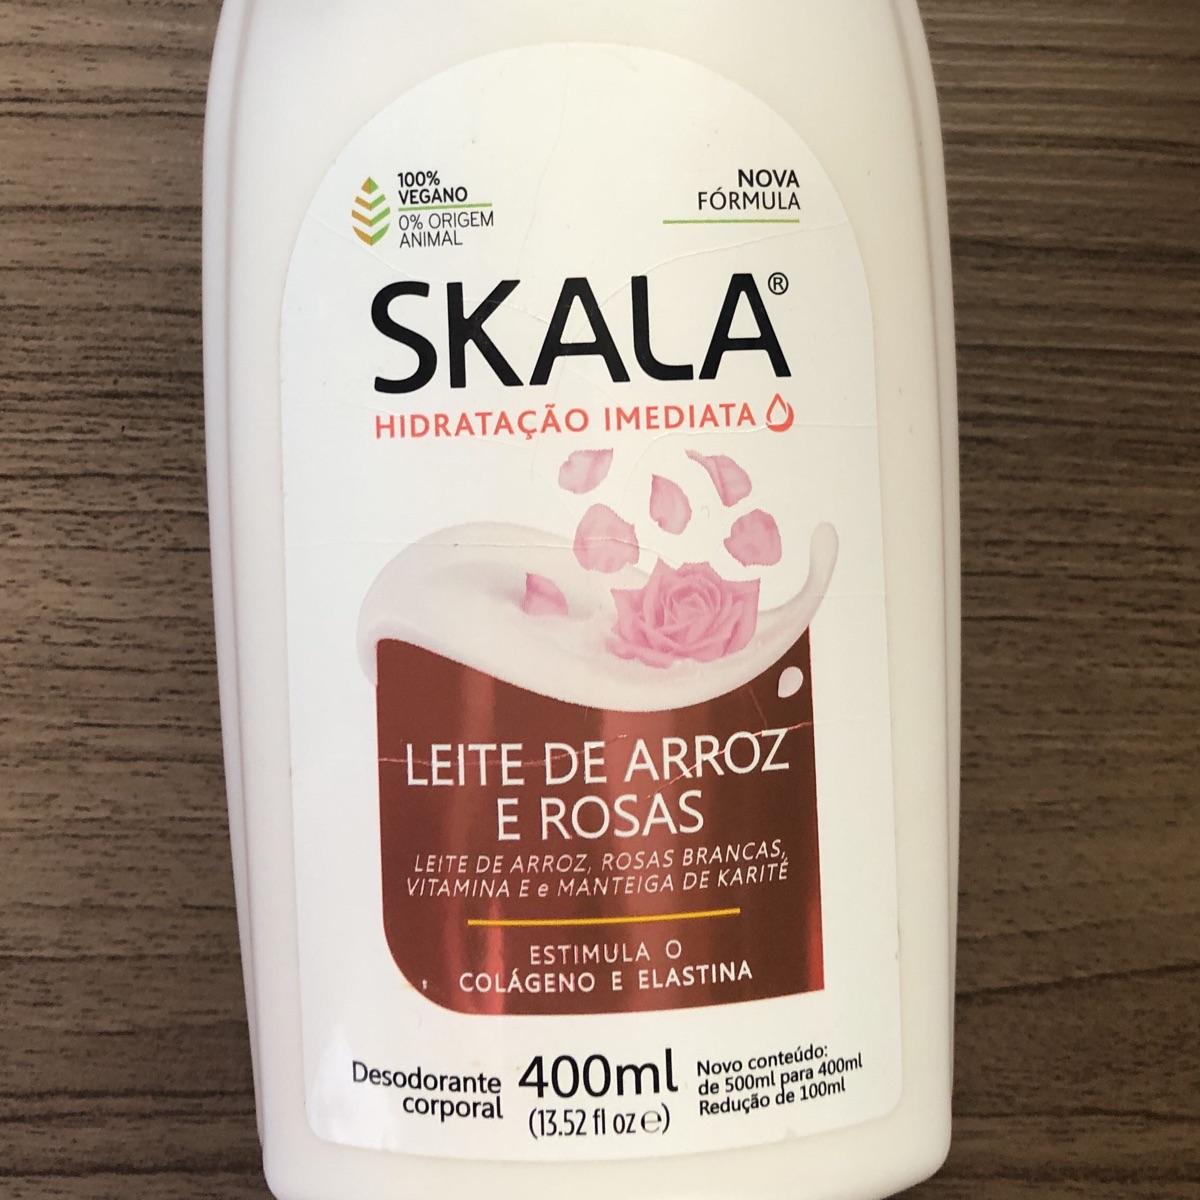 100%
VEGANO
0% ORIGEM
ANIMAL
NOVA
FÓRMULA
SKALA®
HIDRATAÇÃO IMEDIATA
LEITE DE ARROZ
E ROSAS
LEITE DE ARROZ, ROSAS BRANCAS,
VITAMINA E e MANTEIGA DE KARITÉ
ESTIMULA O
COLÁGENO E ELASTINA
Desodorante
corporal
400ml
(13.52 fl oz ℮)
Novo conteúdo:
de 500ml para 400ml
Redução de 100ml